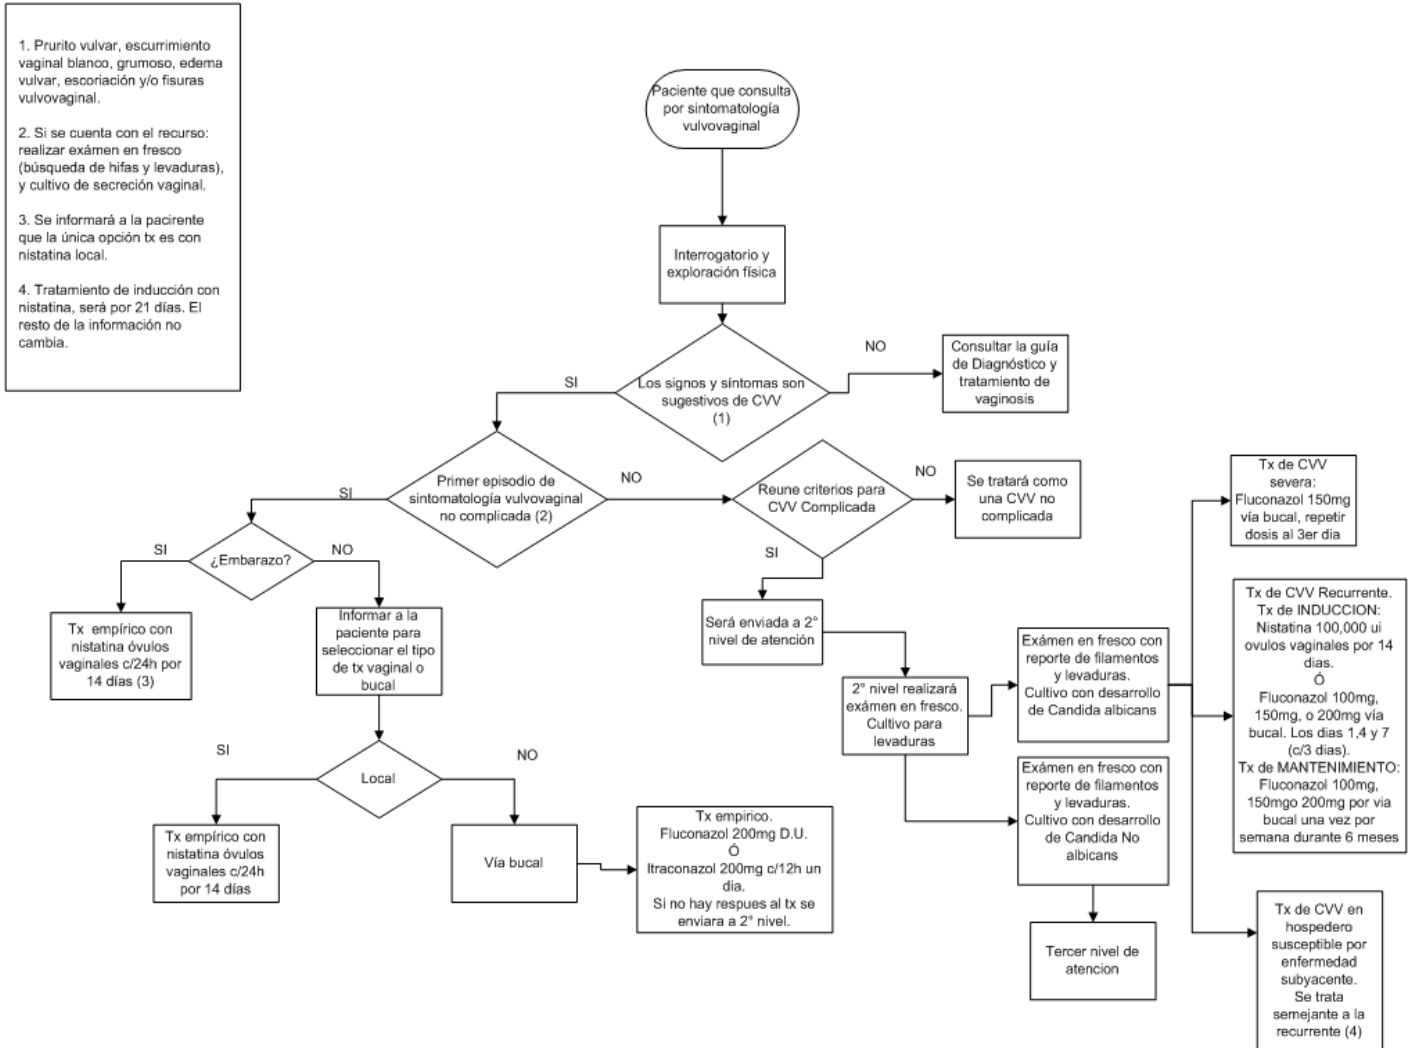 1. Prurito vulvar, escurrimiento
vaginal blanco, grumoso, edema
vulvar, escoriación y/o fisuras
vulvovaginal.
2. Si se cuenta con el recurso:
realizar exámen en fresco
(búsqueda de hifas y levaduras),
y cultivo de secreción vaginal.
3. Se informará a la pacirente
que la única opción tx es con
nistatina local.
4. Tratamiento de inducción con
nistatina, será por 21 días. El
resto de la información no
cambia.
Paciente que consulta
por sintomatología
vulvovaginal
Interrogatorio y
exploración física
Los signos y síntomas son
sugestivos de CVV
(1)
NO
Consultar la guía
de Diagnóstico y
tratamiento de
vaginosis
SI
Primer episodio de
sintomatología vulvovaginal
no complicada (2)
NO
Reune criterios para
CVV Complicada
NO
Se tratará como
una CVV no
complicada
SI
¿Embarazo?
SI
Tx empírico con
nistatina óvulos
vaginales c/24h por
14 días (3)
NO
Informar a la
paciente para
seleccionar el tipo
de tx vaginal o
bucal
Local
SI
Tx empírico con
nistatina óvulos
vaginales c/24h
por 14 días
NO
Vía bucal
Tx empirico.
Fluconazol 200mg D.U.
Ó
Itraconazol 200mg c/12h un
dia.
Si no hay respues al tx se
enviara a 2° nivel.
SI
Será enviada a 2°
nivel de atención
2° nivel realizará
exámen en fresco.
Cultivo para
levaduras
Exámen en fresco con
reporte de filamentos
y levaduras.
Cultivo con desarrollo
de Candida albicans
Exámen en fresco con
reporte de filamentos
y levaduras.
Cultivo con desarrollo
de Candida No
albicans
Tercer nivel de
atencion
Tx de CVV
severa:
Fluconazol 150mg
vía bucal, repetir
dosis al 3er dia
Tx de CVV Recurrente.
Tx de INDUCCION:
Nistatina 100,000 ui
ovulos vaginales por 14
dias.
Ó
Fluconazol 100mg,
150mg, o 200mg vía
bucal. Los dias 1,4 y 7
(c/3 dias).
Tx de MANTENIMIENTO:
Fluconazol 100mg,
150mgo 200mg por via
bucal una vez por
semana durante 6 meses
Tx de CVV en
hospedero
susceptible por
enfermedad
subyacente.
Se trata
semejante a la
recurrente (4)